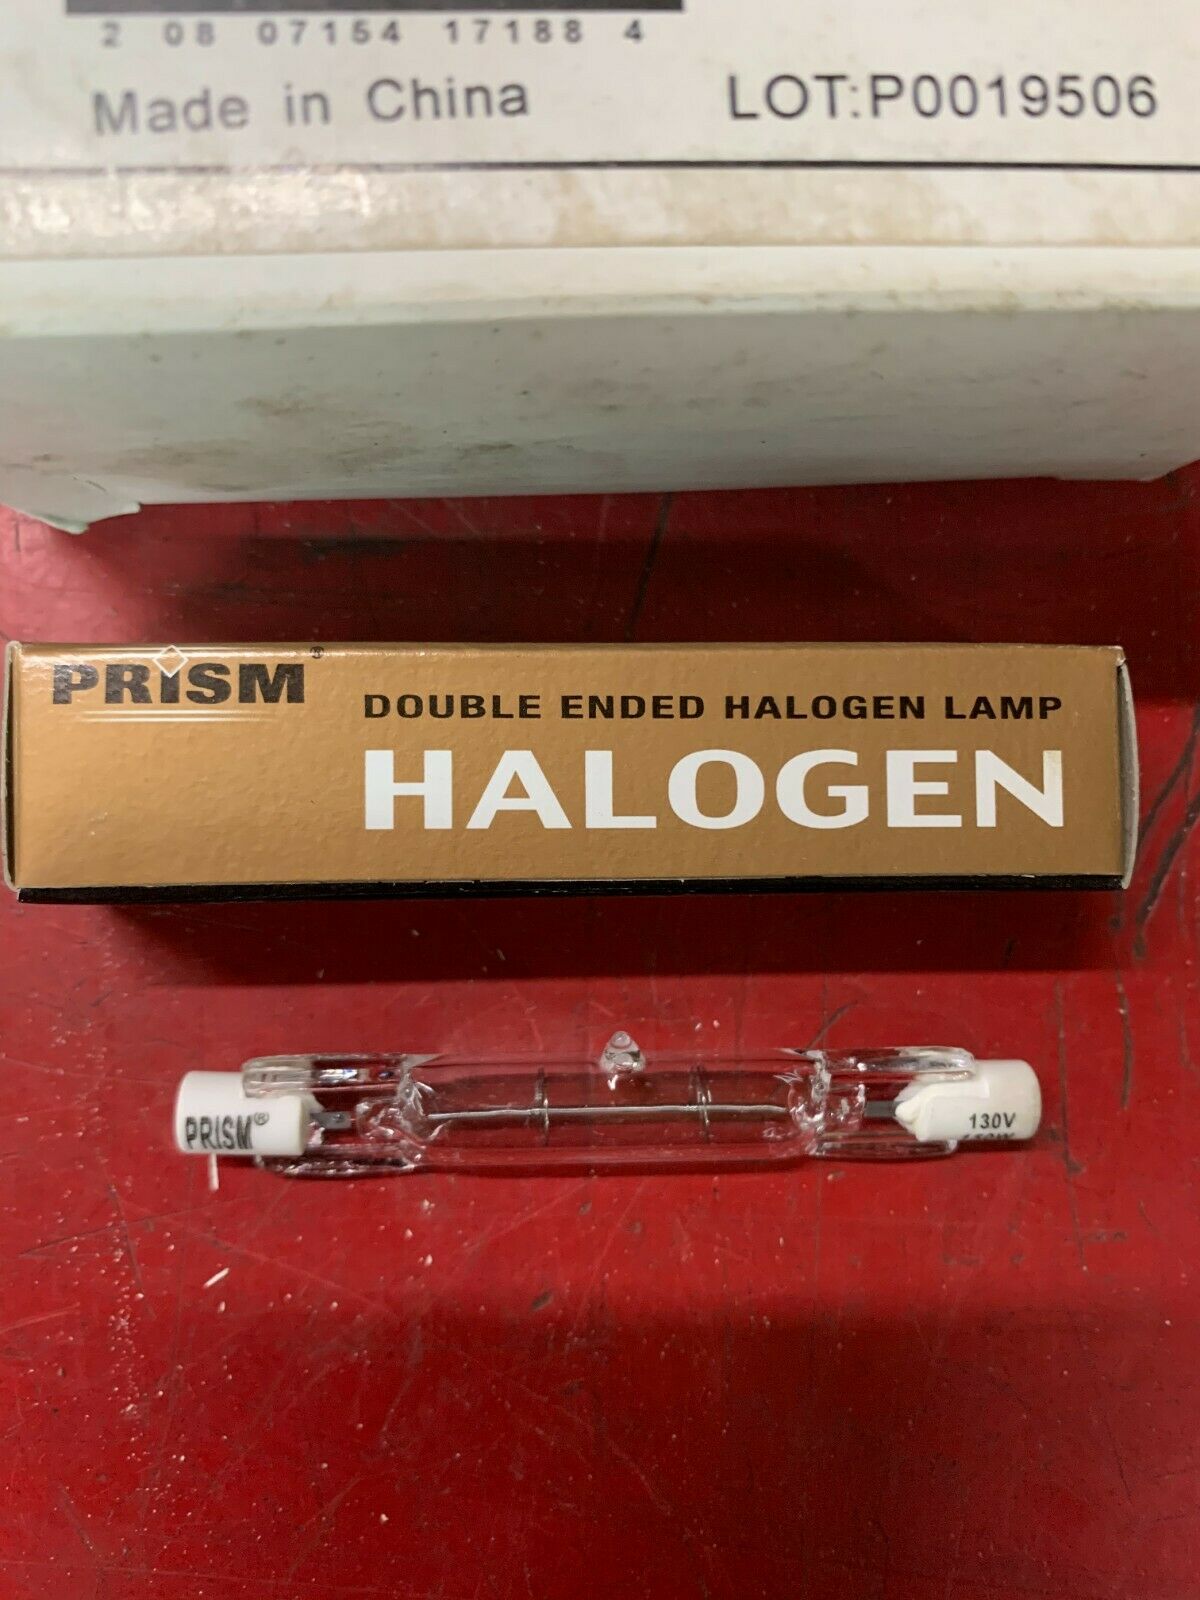 2 08 07154 17188 4
Made in China
LOT:P0019506
PRISM®
DOUBLE ENDED HALOGEN LAMP
HALOGEN
PRISM®
130V